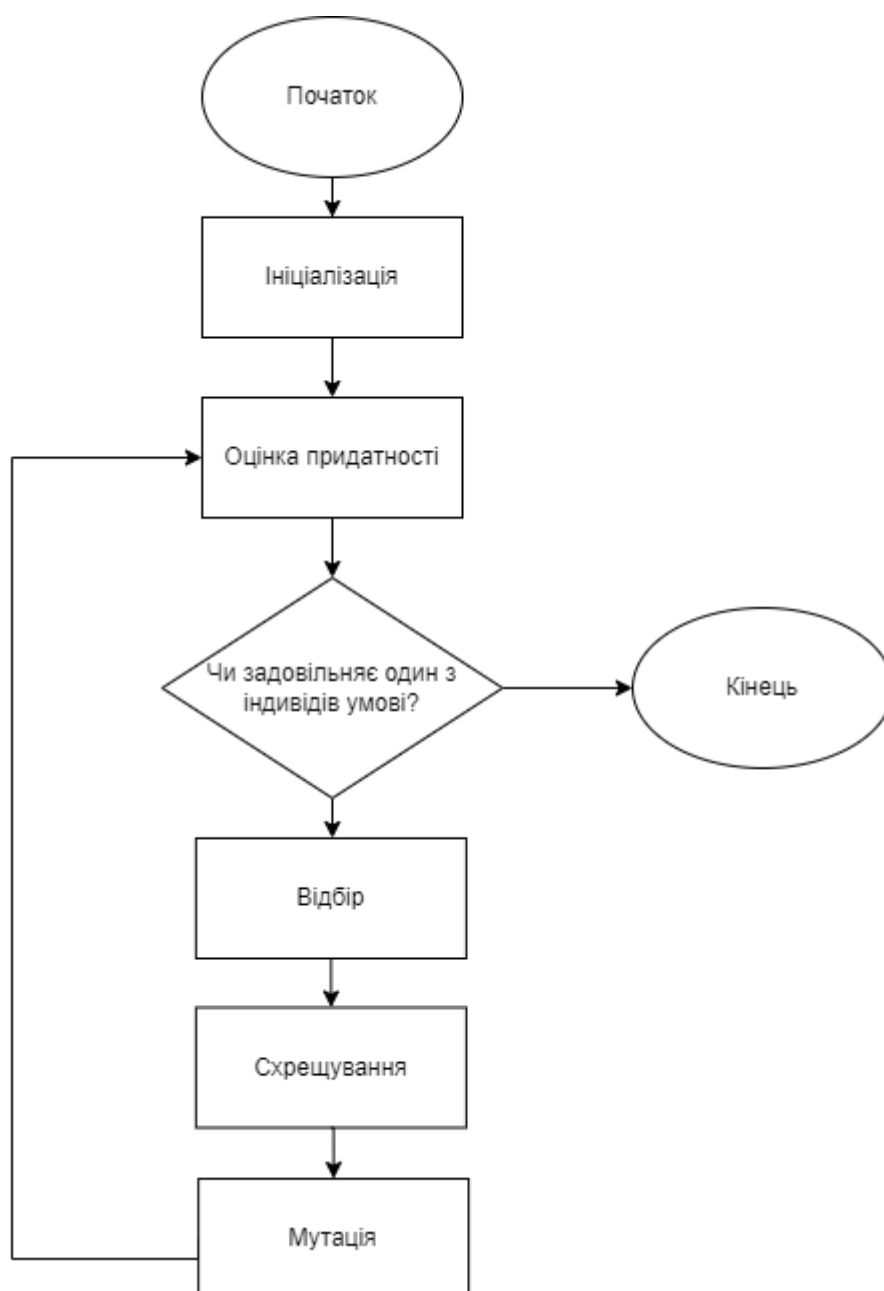 Початок
Ініціалізація
Оцінка придатності
Чи задовільняє один з
індивідів умові?
Кінець
Відбір
Схрещування
Мутація